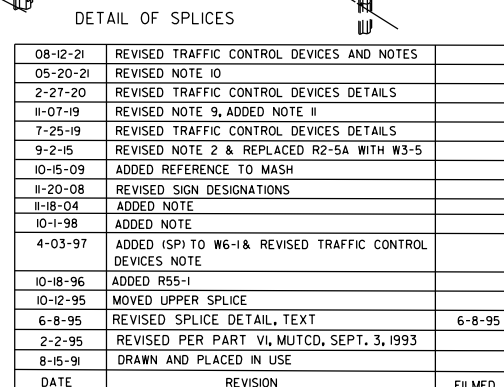 DETAIL OF SPLICES
08-12-21 REVISED TRAFFIC CONTROL DEVICES AND NOTES
05-20-21 REVISED NOTE 10
2-27-20 REVISED TRAFFIC CONTROL DEVICES DETAILS
11-07-19 REVISED NOTE 9, ADDED NOTE 11
7-25-19 REVISED TRAFFIC CONTROL DEVICES DETAILS
9-2-15 REVISED NOTE 2 & REPLACED R2-5A WITH W3-5
10-15-09 ADDED REFERENCE TO MASH
11-20-08 REVISED SIGN DESIGNATIONS
11-18-04 ADDED NOTE
10-1-98 ADDED NOTE
4-03-97 ADDED (SP) TO W6-1 & REVISED TRAFFIC CONTROL
DEVICES NOTE
10-18-96 ADDED R55-1
10-12-95 MOVED UPPER SPLICE
6-8-95 REVISED SPLICE DETAIL, TEXT 6-8-95
2-2-95 REVISED PER PART VI, MUTCD, SEPT. 3, 1993
8-15-91 DRAWN AND PLACED IN USE
DATE REVISION FILMED